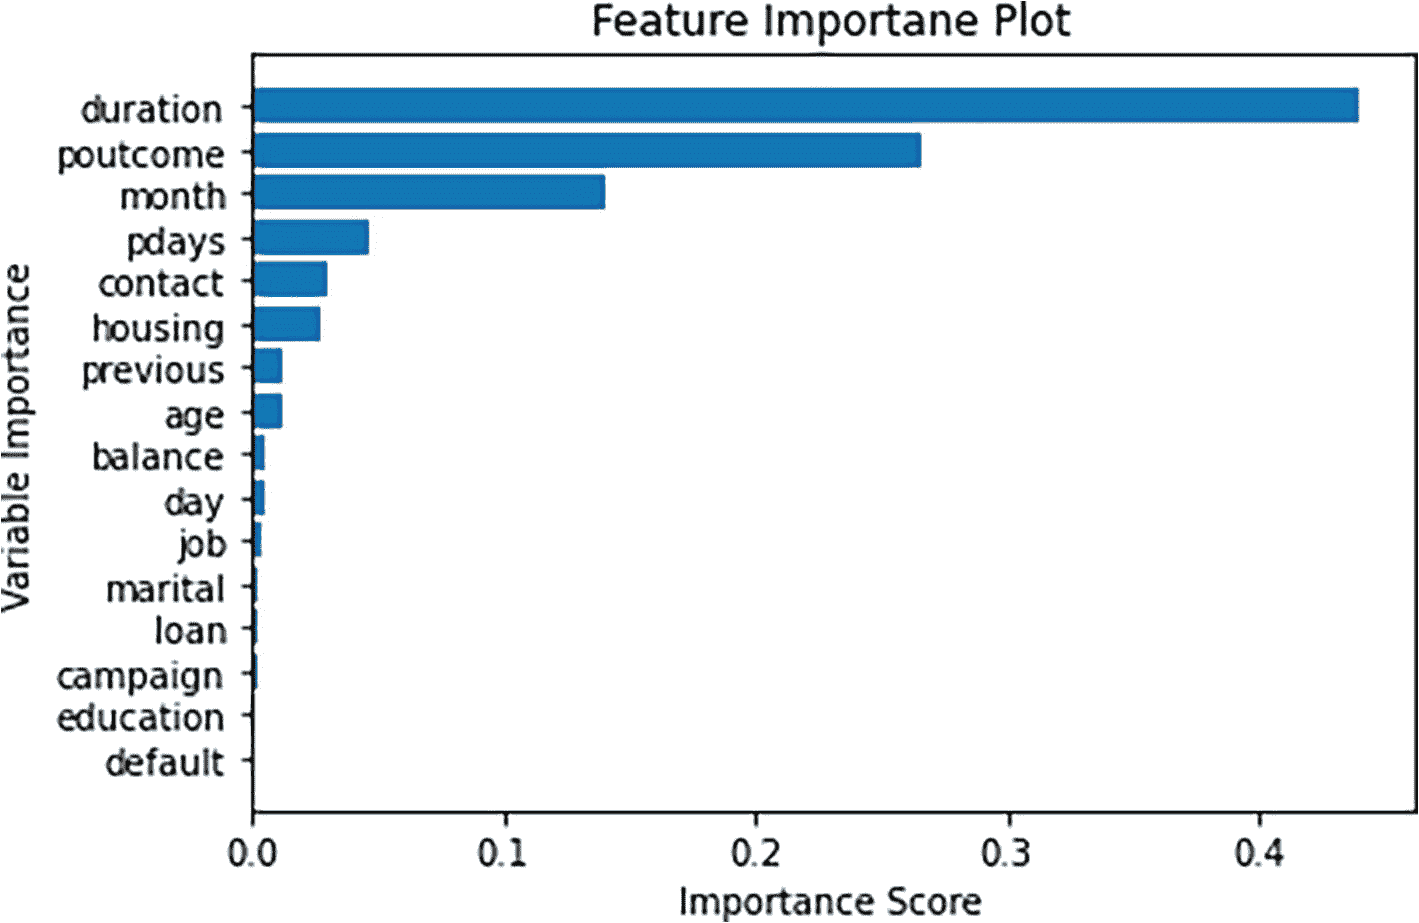 Feature Importane Plot
duration
poutcome
month
pdays
contact
housing
previous
age
balance
day
job
marital
loan
campaign
education
default
Variable Importance
0.0 0.1 0.2 0.3 0.4
Importance Score